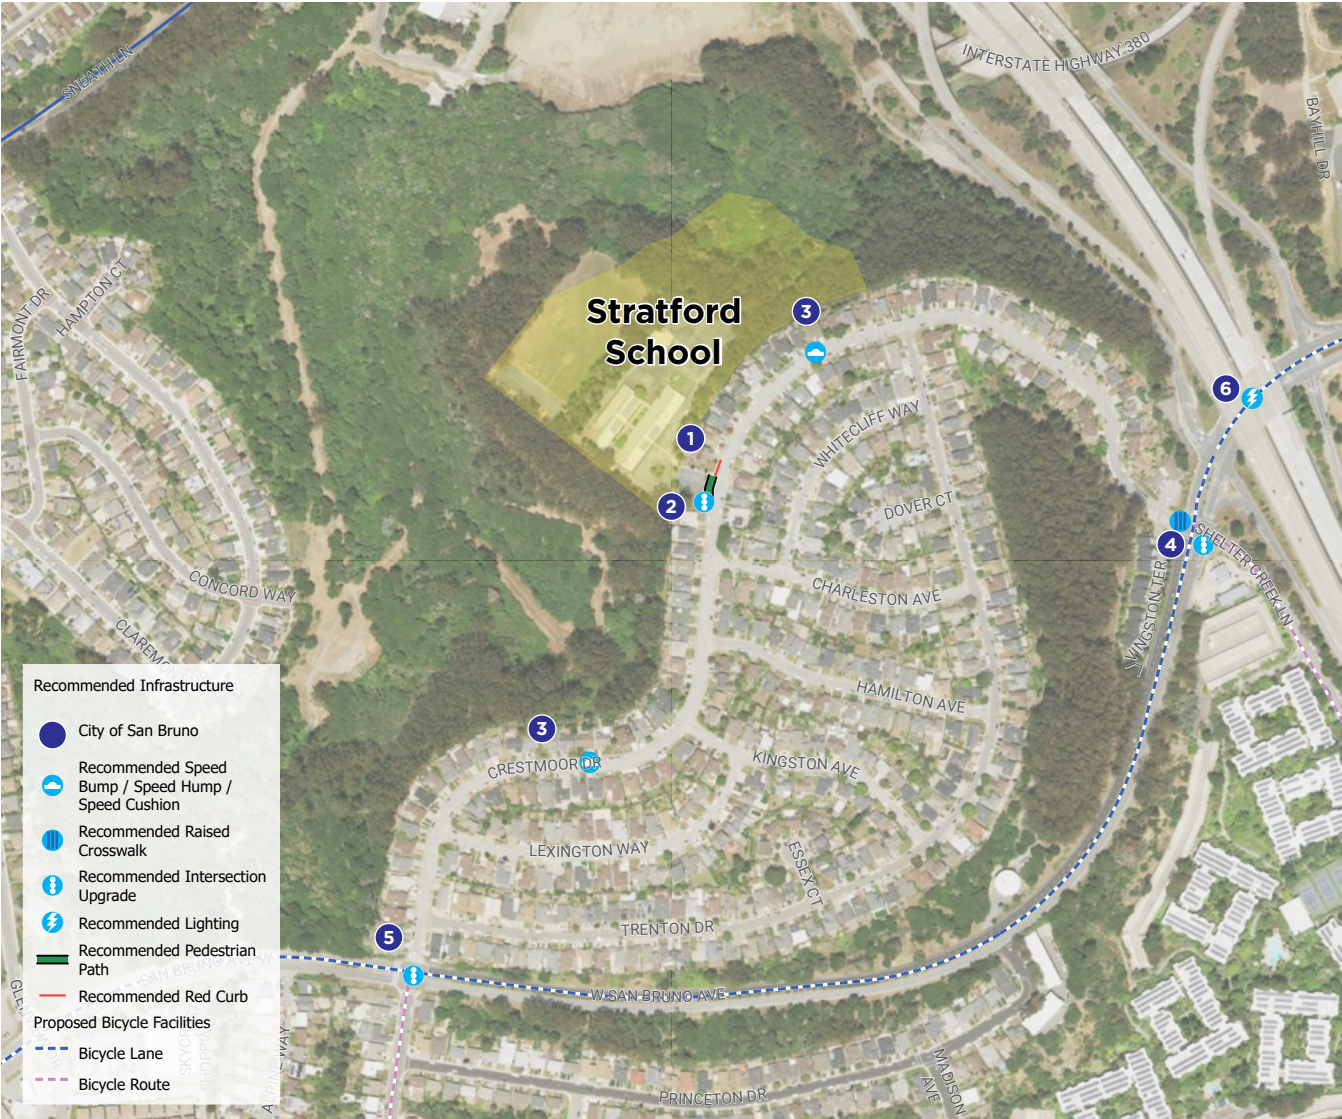 SNEATH LN
INTERSTATE HIGHWAY 380
BAYHILL DR
FAIRMONT DR
HAMPTON CT
Stratford
School
3
6
1
WHITECLIFF WAY
2
DOVER CT
4
SHELTER CREEK LN
CONCORD WAY
CHARLESTON AVE
CLAREMO
VINGSTON TER
HAMILTON AVE
3
CRESTMOOR DR
KINGSTON AVE
LEXINGTON WAY
ESSEX CT
TRENTON DR
5
W SAN BRUNO AVE
PRINCETON DR
MADISON
AVE
Recommended Infrastructure
City of San Bruno
Recommended Speed
Bump / Speed Hump /
Speed Cushion
Recommended Raised
Crosswalk
Recommended Intersection
Upgrade
Recommended Lighting
Recommended Pedestrian
Path
Recommended Red Curb
Proposed Bicycle Facilities
Bicycle Lane
Bicycle Route